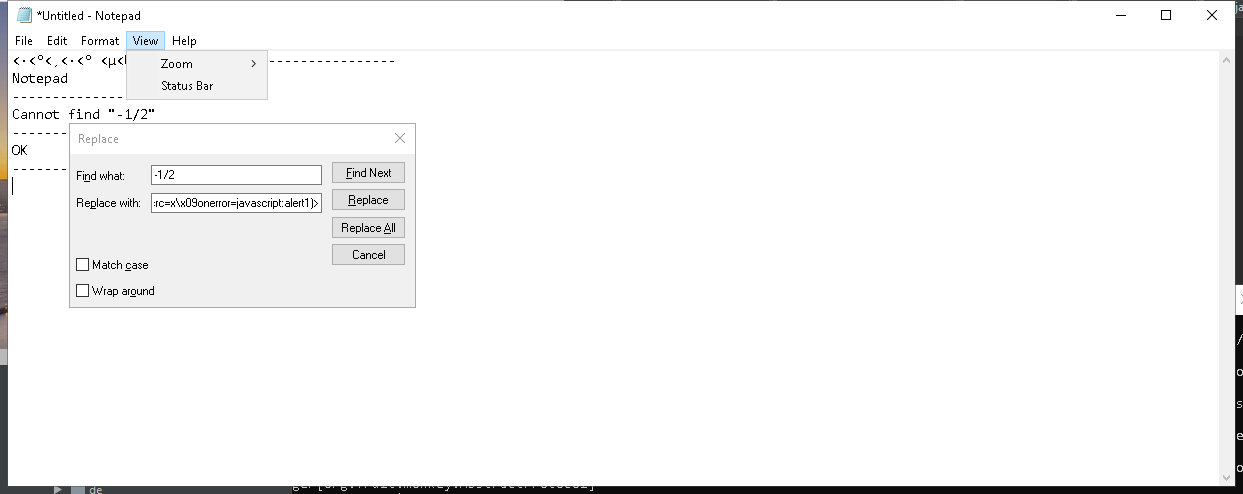 *Untitled - Notepad
File Edit Format View Help
Zoom
Status Bar
Notepad
Cannot find "-1/2"
OK
Replace
Find what: -1/2 Find Next
Replace with: :rc=x\x09onerror=javascript:alert1)> Replace
Replace All
Cancel
Match case
Wrap around
de